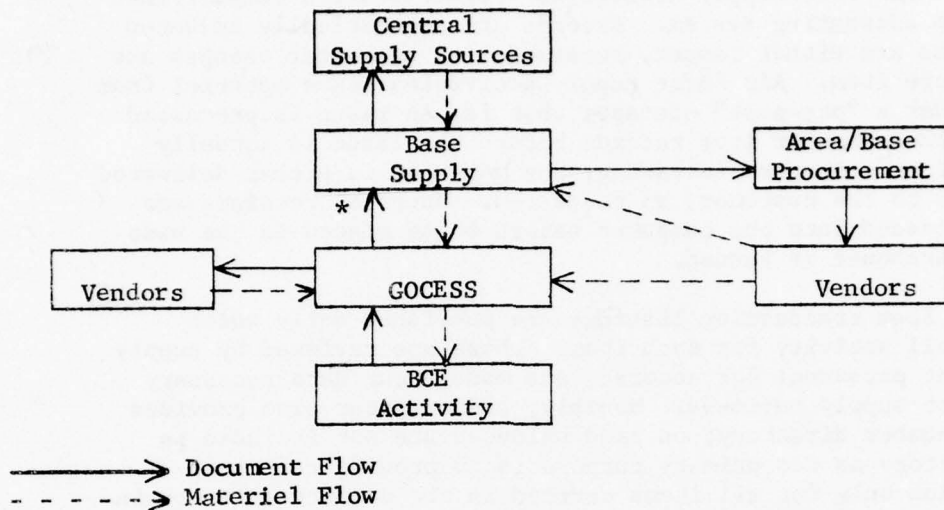 Central
Supply Sources
Base
Supply
Area/Base
Procurement
*
Vendors
GOCESS
Vendors
BCE
Activity
Document Flow
Materiel Flow